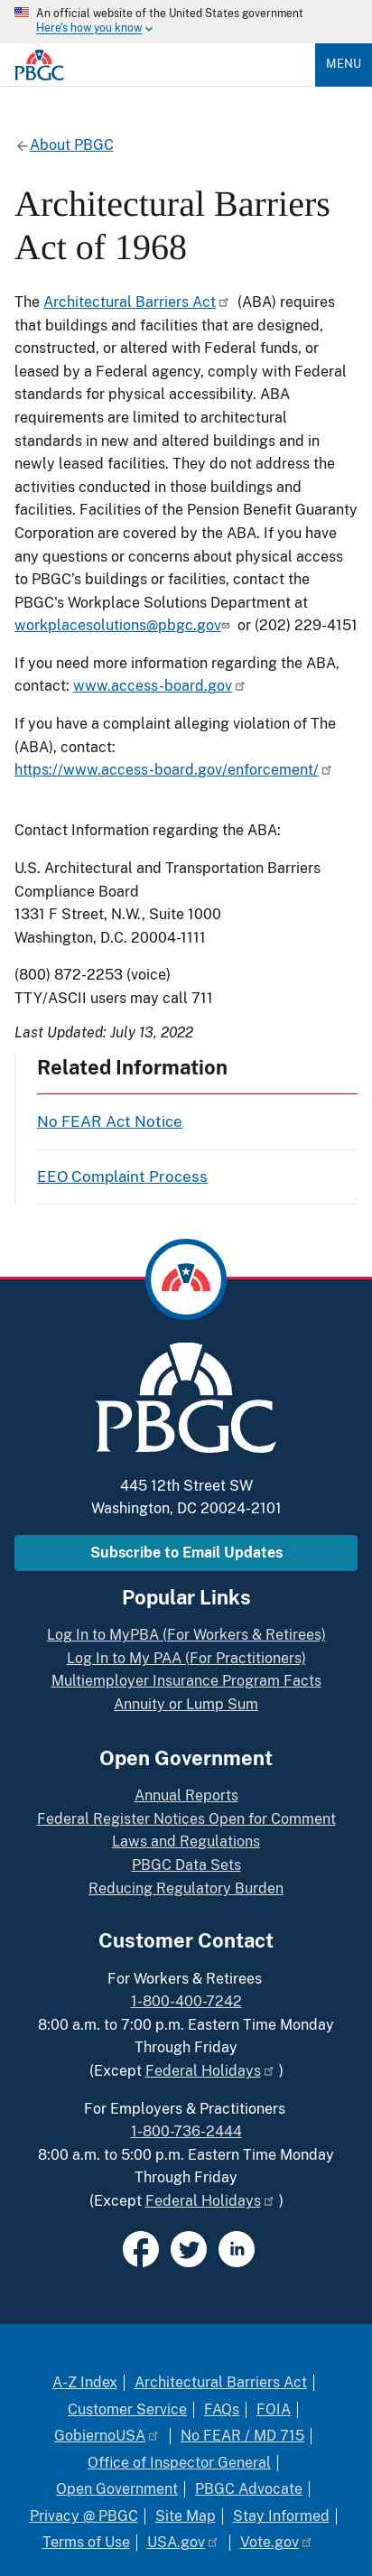 An official website of the United States government
Here's how you know
PBGC
MENU
About PBGC
Architectural Barriers
Act of 1968
The Architectural Barriers Act (ABA) requires
that buildings and facilities that are designed,
constructed, or altered with Federal funds, or
leased by a Federal agency, comply with Federal
standards for physical accessibility. ABA
requirements are limited to architectural
standards in new and altered buildings and in
newly leased facilities. They do not address the
activities conducted in those buildings and
facilities. Facilities of the Pension Benefit Guaranty
Corporation are covered by the ABA. If you have
any questions or concerns about physical access
to PBGC's buildings or facilities, contact the
PBGC's Workplace Solutions Department at
workplacesolutions@pbgc.gov or (202) 229-4151
If you need more information regarding the ABA,
contact: www.access-board.gov
If you have a complaint alleging violation of The
(ABA), contact:
https://www.access-board.gov/enforcement/
Contact Information regarding the ABA:
U.S. Architectural and Transportation Barriers
Compliance Board
1331 F Street, N.W., Suite 1000
Washington, D.C. 20004-1111
(800) 872-2253 (voice)
TTY/ASCII users may call 711
Last Updated: July 13, 2022
Related Information
No FEAR Act Notice
EEO Complaint Process
PBGC
445 12th Street SW
Washington, DC 20024-2101
Subscribe to Email Updates
Popular Links
Log In to MyPBA (For Workers & Retirees)
Log In to My PAA (For Practitioners)
Multiemployer Insurance Program Facts
Annuity or Lump Sum
Open Government
Annual Reports
Federal Register Notices Open for Comment
Laws and Regulations
PBGC Data Sets
Reducing Regulatory Burden
Customer Contact
For Workers & Retirees
1-800-400-7242
8:00 a.m. to 7:00 p.m. Eastern Time Monday
Through Friday
(Except Federal Holidays )
For Employers & Practitioners
1-800-736-2444
8:00 a.m. to 5:00 p.m. Eastern Time Monday
Through Friday
(Except Federal Holidays )
A-Z Index | Architectural Barriers Act |
Customer Service | FAQs | FOIA |
GobiernoUSA | No FEAR / MD 715 |
Office of Inspector General |
Open Government | PBGC Advocate |
Privacy @ PBGC | Site Map | Stay Informed |
Terms of Use | USA.gov | Vote.gov